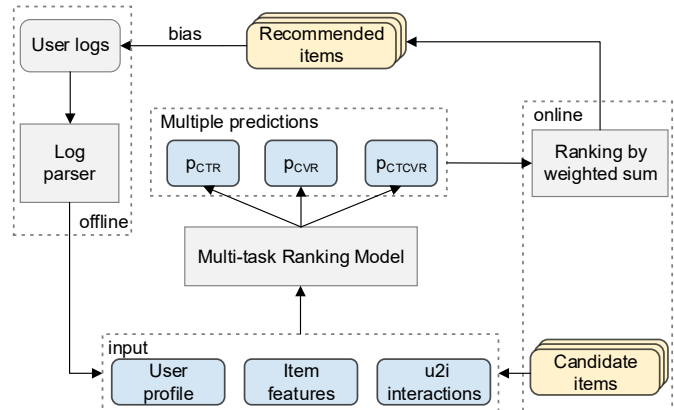 User logs
bias
Recommended
items
Multiple predictions
online
pCTR
pCVR
pCTCVR
Ranking by
weighted sum
Log
parser
offline
Multi-task Ranking Model
input
User
profile
Item
features
u2i
interactions
Candidate
items